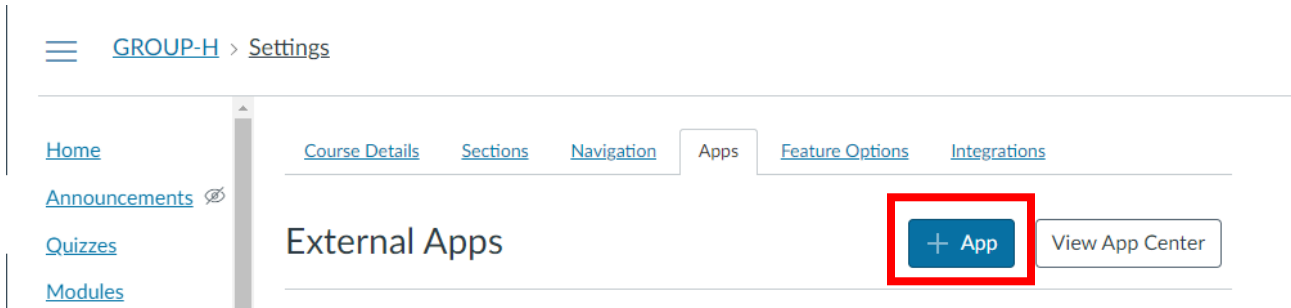 GROUP-H > Settings
Home
Announcements
Quizzes
Modules
Course Details Sections Navigation Apps Feature Options Integrations
External Apps
+ App View App Center